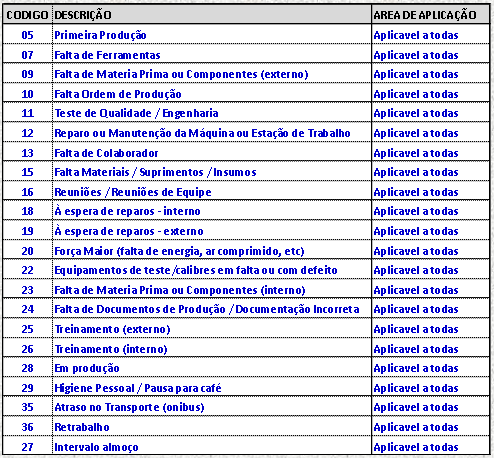 CODIGO DESCRIÇÃO AREA DE APLICAÇÃO
05 Primeira Produção Aplicavel a todas
07 Falta de Ferramentas Aplicavel a todas
09 Falta de Materia Prima ou Componentes (externo) Aplicavel a todas
10 Falta Ordem de Produção Aplicavel a todas
11 Teste de Qualidade / Engenharia Aplicavel a todas
12 Reparo ou Manutenção da Máquina ou Estação de Trabalho Aplicavel a todas
13 Falta de Colaborador Aplicavel a todas
15 Falta Materiais / Suprimentos / Insumos Aplicavel a todas
16 Reuniões / Reuniões de Equipe Aplicavel a todas
18 À espera de reparos - interno Aplicavel a todas
19 À espera de reparos - externo Aplicavel a todas
20 Força Maior (falta de energia, ar comprimido, etc) Aplicavel a todas
22 Equipamentos de teste/calibres em falta ou com defeito Aplicavel a todas
23 Falta de Materia Prima ou Componentes (interno) Aplicavel a todas
24 Falta de Documentos de Produção / Documentação Incorreta Aplicavel a todas
25 Treinamento (externo) Aplicavel a todas
26 Treinamento (interno) Aplicavel a todas
28 Em produção Aplicavel a todas
29 Higiene Pessoal / Pausa para café Aplicavel a todas
35 Atraso no Transporte (onibus) Aplicavel a todas
36 Retrabalho Aplicavel a todas
27 Intervalo almoço Aplicavel a todas